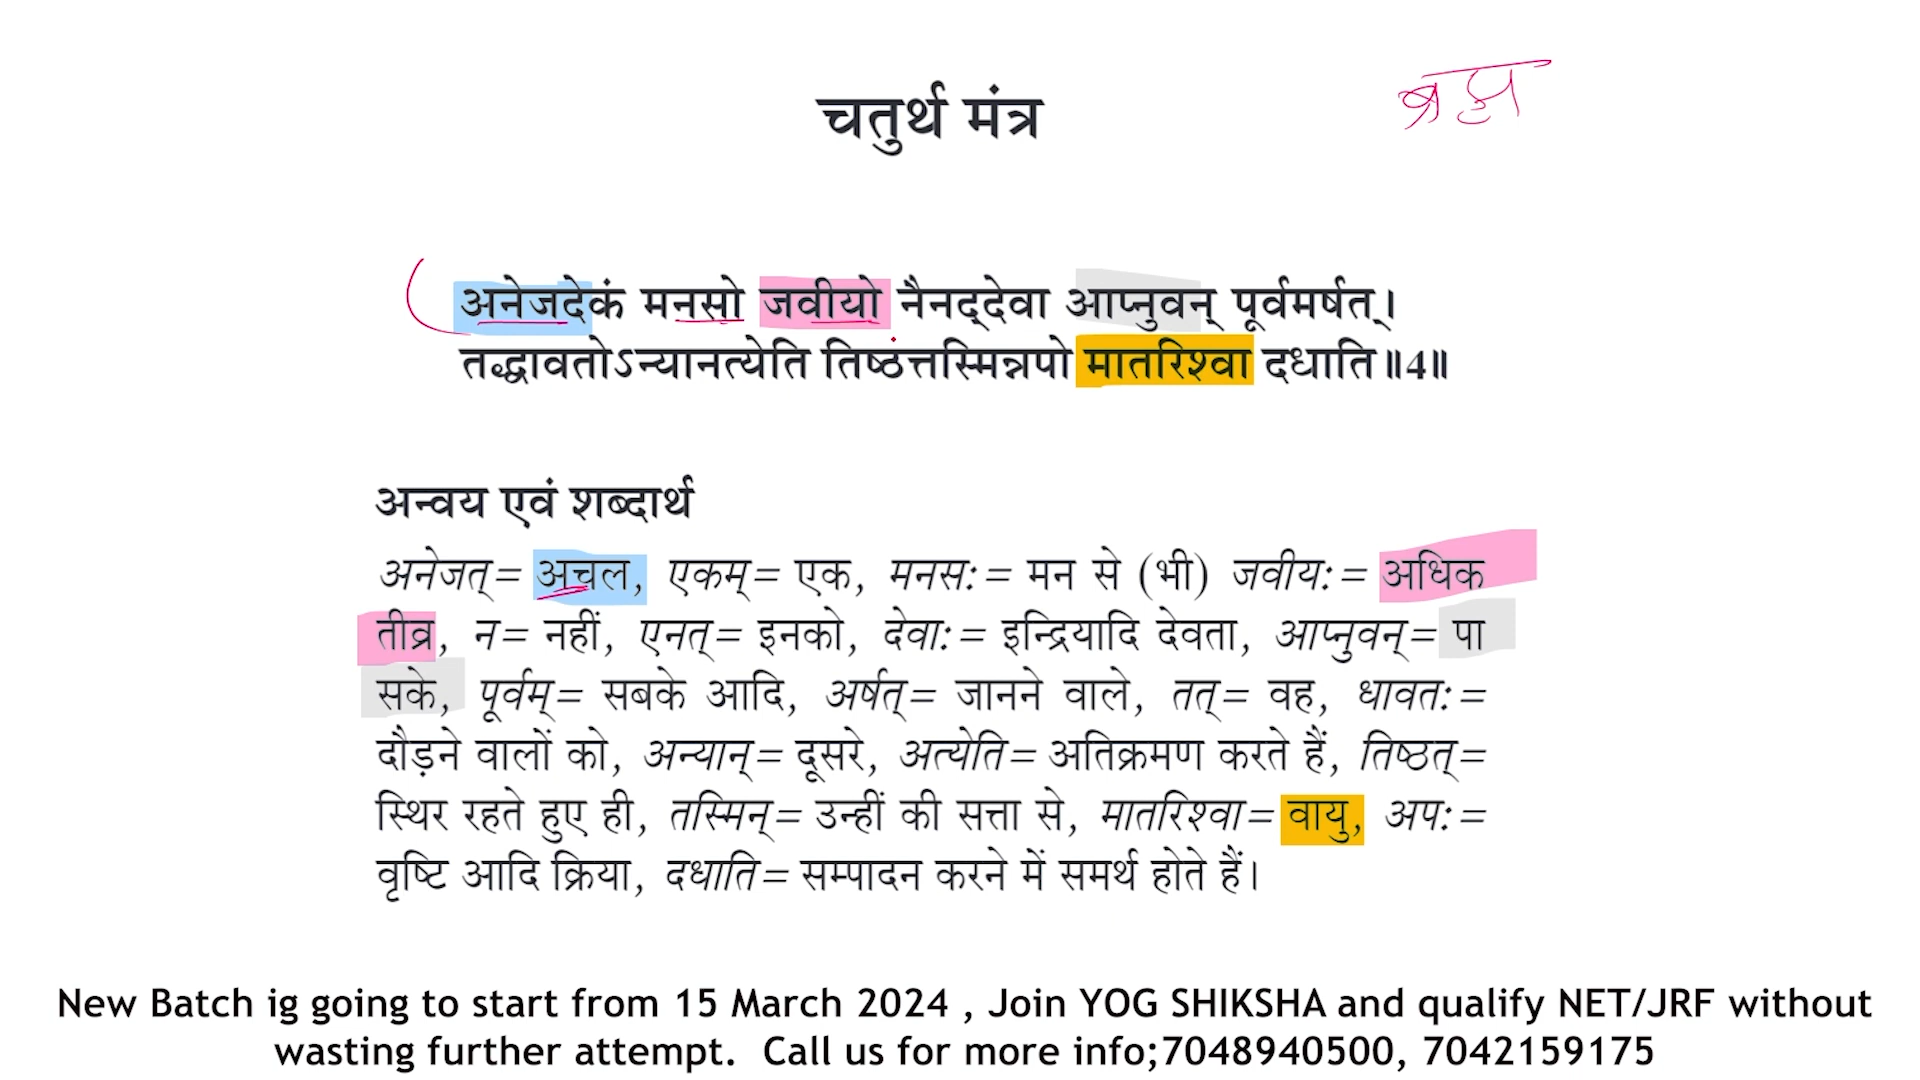 चतुर्थ मंत्र
ब्रह्म
अनेजदेकं मनसो जवीयो नैनद्देवा आप्नुवन् पूर्वमर्षत्।
तद्धावतोऽन्यानत्येति तिष्ठंत्तस्मिन्नपो मातरिश्वा दधाति॥4॥
अन्वय एवं शब्दार्थ
अनेजत्= अचल, एकम्= एक, मनसः= मन से (भी) जवीयः= अधिक
तीव्र, न= नहीं, एनत्= इनको, देवाः= इन्द्रियादि देवता, आप्नुवन्= पा
सके, पूर्वम्= सबके आदि, अर्षत्= जानने वाले, तत्= वह, धावतः=
दौड़ने वालों को, अन्यान्= दूसरे, अत्येति= अतिक्रमण करते हैं, तिष्ठत्=
स्थिर रहते हुए ही, तस्मिन्= उन्हीं की सत्ता से, मातरिश्वा= वायु, अपः=
वृष्टि आदि क्रिया, दधाति= सम्पादन करने में समर्थ होते हैं।
New Batch ig going to start from 15 March 2024 , Join YOG SHIKSHA and qualify NET/JRF without
wasting further attempt.  Call us for more info;7048940500, 7042159175